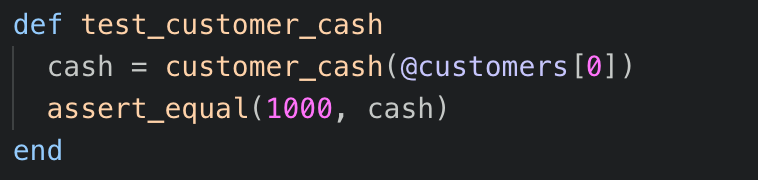 def test_customer_cash
  cash = customer_cash(@customers[0])
  assert_equal(1000, cash)
end